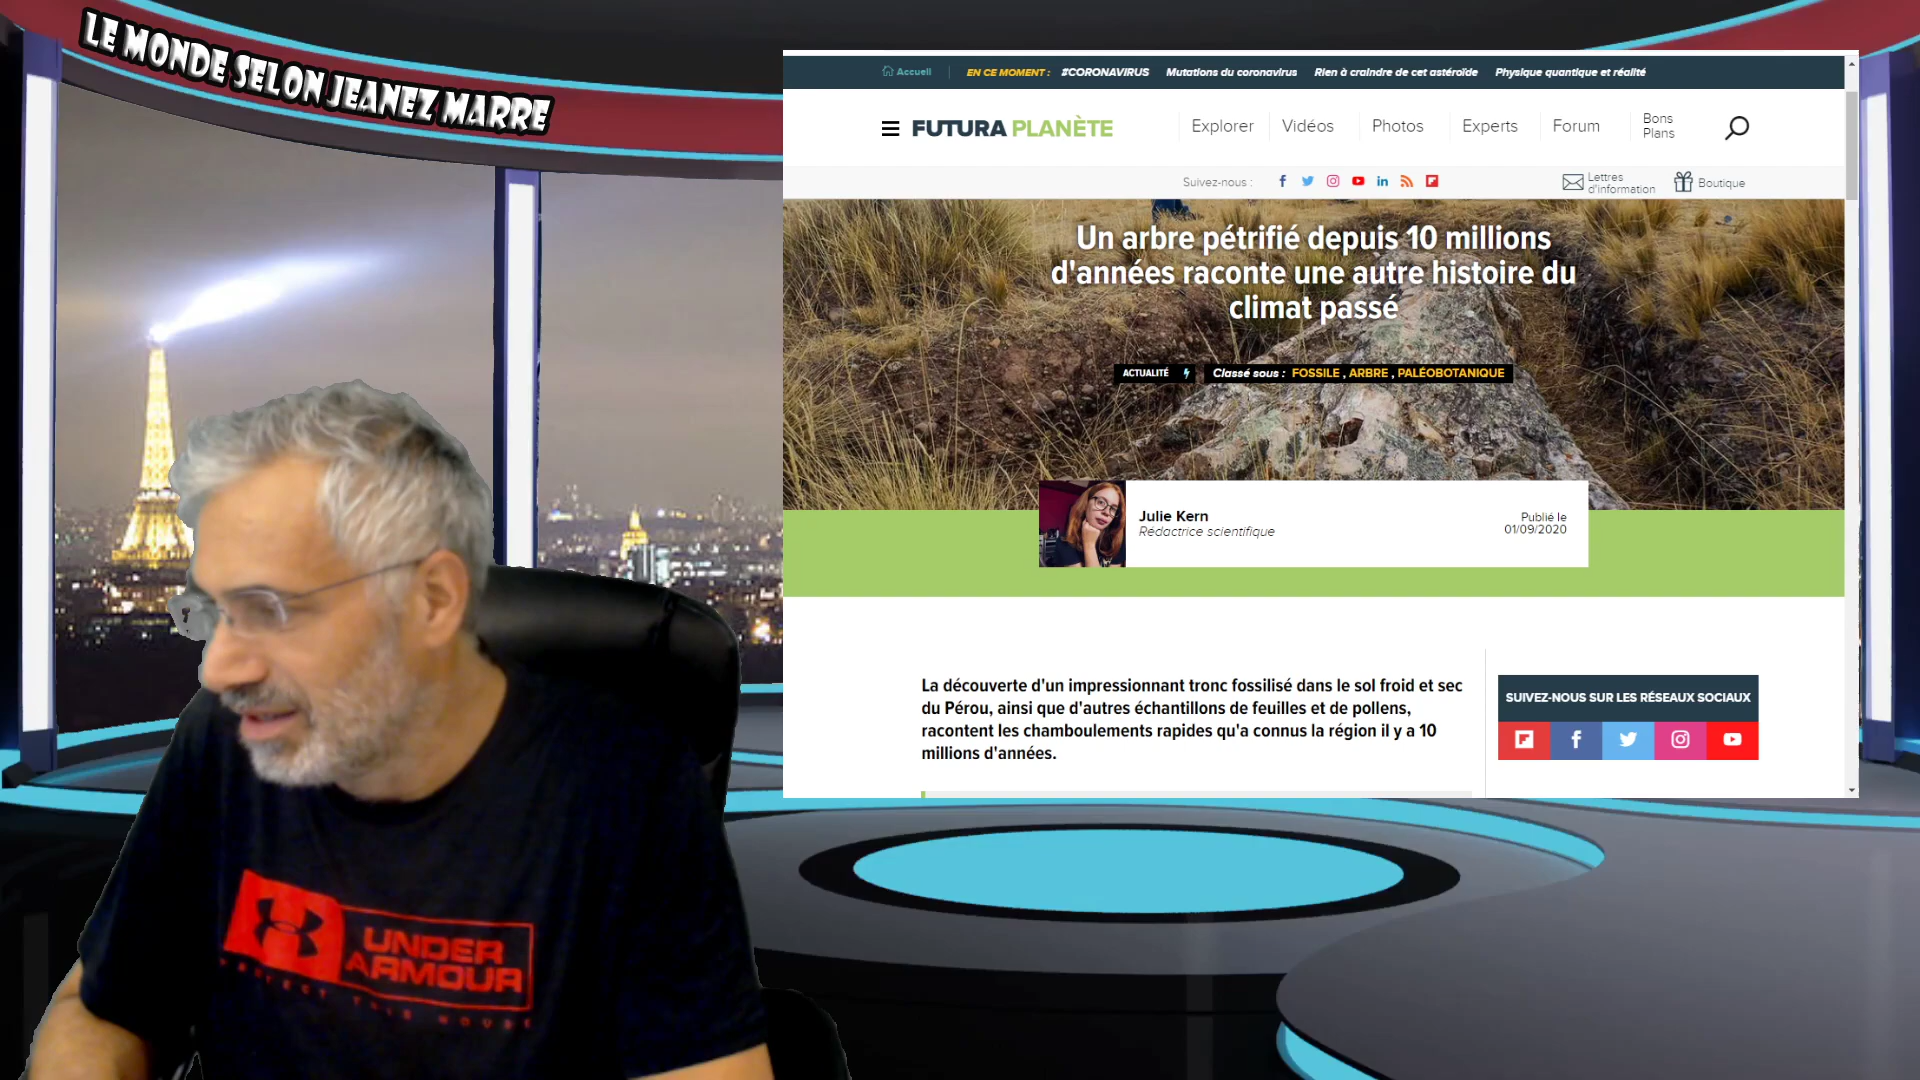 LE MONDE SELON JEANEZ MARRE
Accueil
EN CE MOMENT : #CORONAVIRUS Mutations du coronavirus Rien à craindre de cet astéroïde Physique quantique et réalité
FUTURA PLANÈTE
Explorer
Vidéos
Photos
Experts
Forum
Bons
Plans
Suivez-nous :
Lettres
d'information
Boutique
Un arbre pétrifié depuis 10 millions
d'années raconte une autre histoire du
climat passé
ACTUALITÉ
Classé sous : FOSSILE , ARBRE , PALÉOBOTANIQUE
Julie Kern
Rédactrice scientifique
Publié le
01/09/2020
La découverte d'un impressionnant tronc fossilisé dans le sol froid et sec
du Pérou, ainsi que d'autres échantillons de feuilles et de pollens,
racontent les chamboulements rapides qu'a connus la région il y a 10
millions d'années.
SUIVEZ-NOUS SUR LES RÉSEAUX SOCIAUX
UNDER
ARMOUR
PROTECT THIS HOUSE